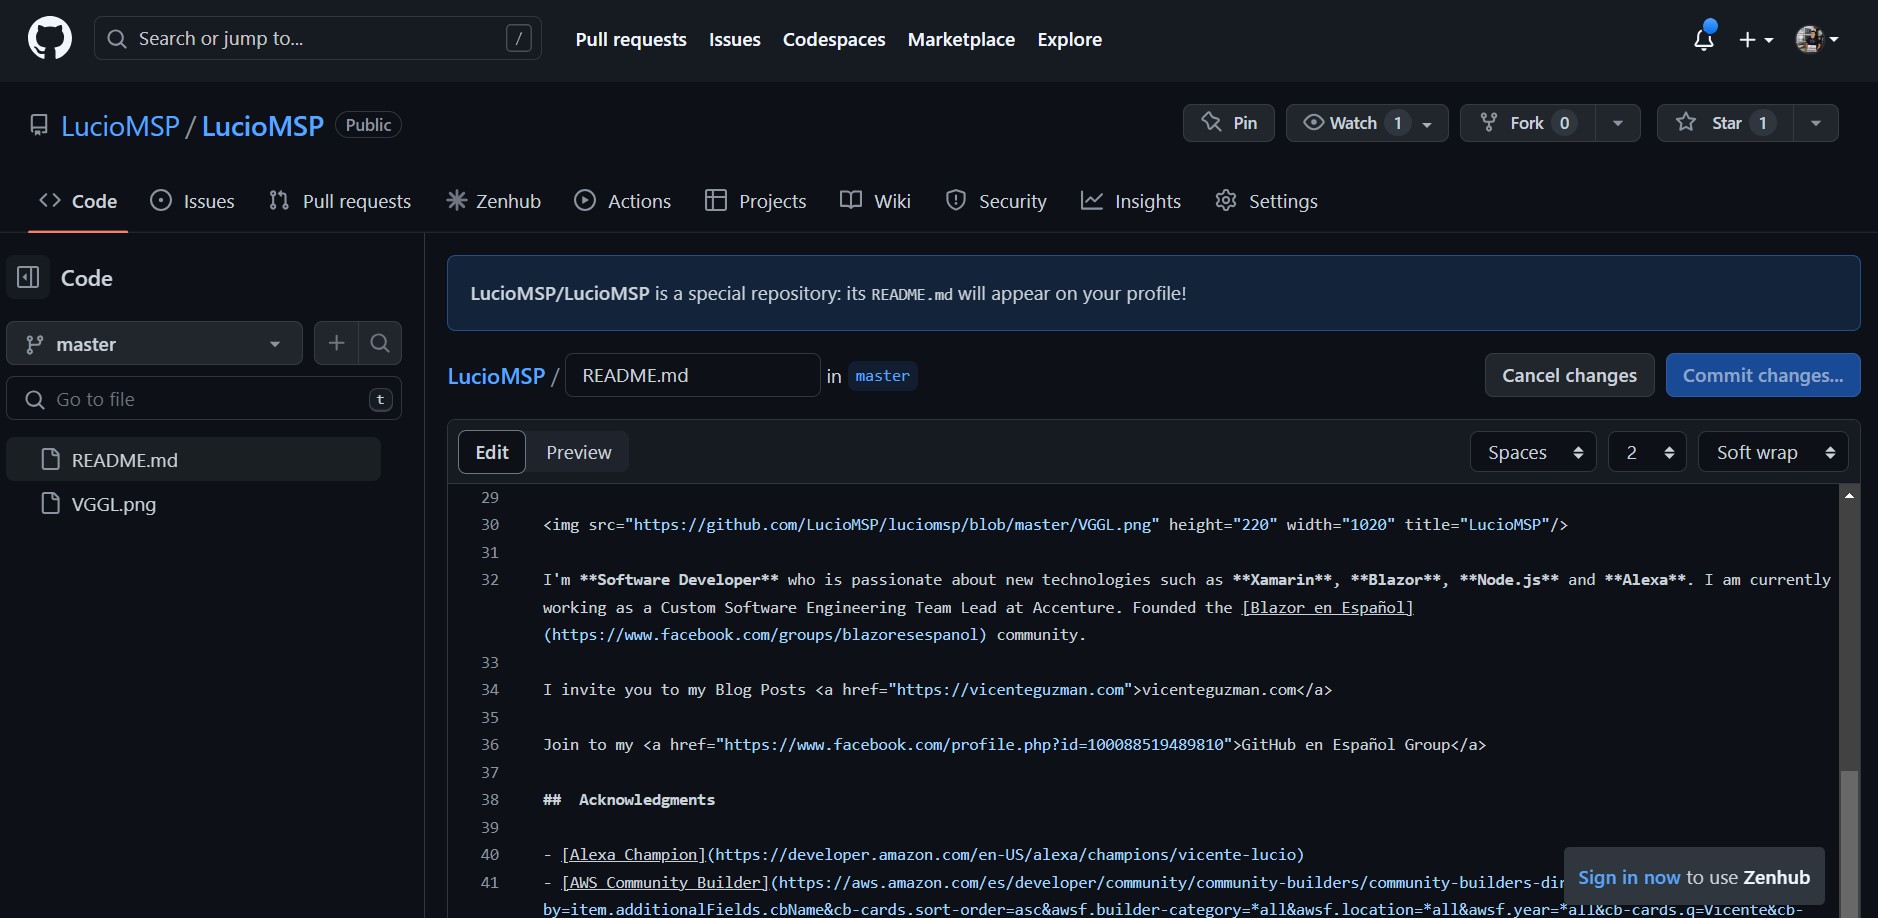 Search or jump to... /
Pull requests Issues Codespaces Marketplace Explore
LucioMSP / LucioMSP Public
Pin Watch 1 Fork 0 Star 1
Code Issues Pull requests Zenhub Actions Projects Wiki Security Insights Settings
Code
master
Go to file t
README.md
VGGL.png
LucioMSP/LucioMSP is a special repository: its README.md will appear on your profile!
LucioMSP / README.md in master
Cancel changes Commit changes...
Edit Preview
Spaces 2 Soft wrap
29
30 <img src="https://github.com/LucioMSP/luciomsp/blob/master/VGGL.png" height="220" width="1020" title="LucioMSP"/>
31
32 I'm **Software Developer** who is passionate about new technologies such as **Xamarin**, **Blazor**, **Node.js** and **Alexa**. I am currently
working as a Custom Software Engineering Team Lead at Accenture. Founded the [Blazor en Español]
(https://www.facebook.com/groups/blazoresespanol) community.
33
34 I invite you to my Blog Posts <a href="https://vicenteguzman.com">vicenteguzman.com</a>
35
36 Join to my <a href="https://www.facebook.com/profile.php?id=100088519489810">GitHub en Español Group</a>
37
38 ##  Acknowledgments
39
40 - [Alexa Champion](https://developer.amazon.com/en-US/alexa/champions/vicente-lucio)
41 - [AWS Community Builder](https://aws.amazon.com/es/developer/community/community-builders/community-builders-dir
by=item.additionalFields.cbName&cb-cards.sort-order=asc&awsf.builder-category=*all&awsf.location=*all&awsf.year=*all&cb-cards.q=Vicente&cb-
Sign in now to use Zenhub